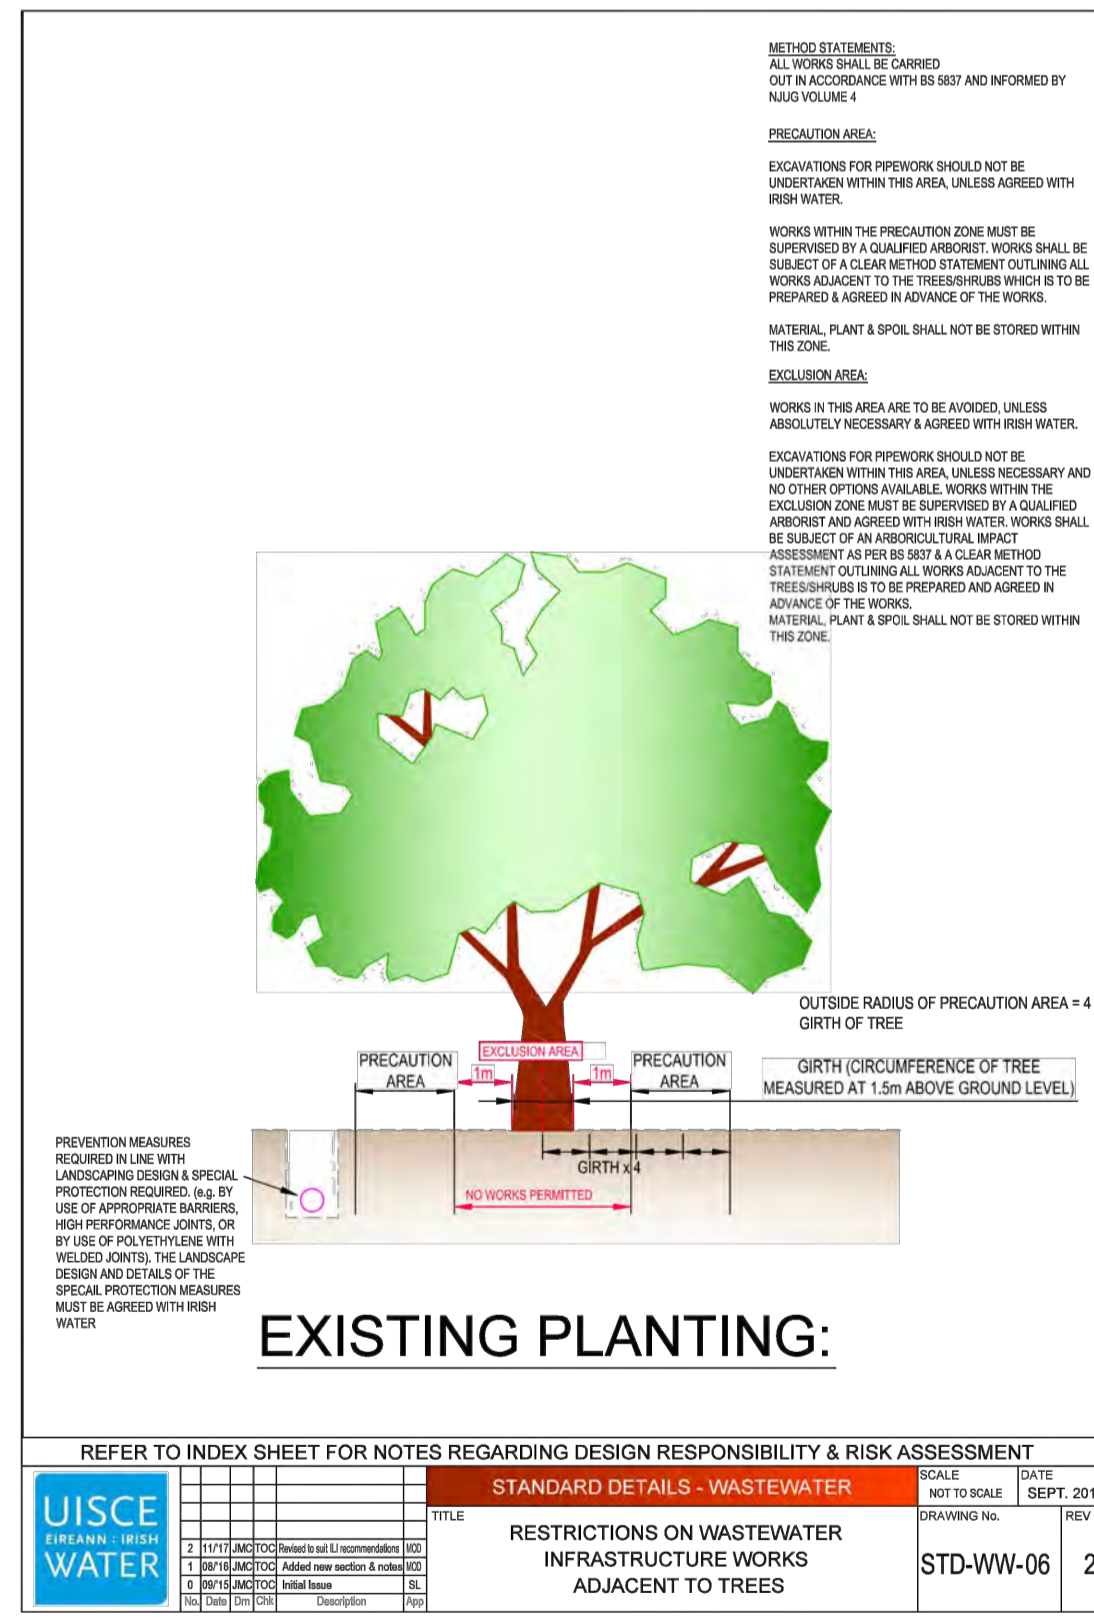 METHOD STATEMENTS:
ALL WORKS SHALL BE CARRIED
OUT IN ACCORDANCE WITH BS 5837 AND INFORMED BY
NJUG VOLUME 4
PRECAUTION AREA:
EXCAVATIONS FOR PIPEWORK SHOULD NOT BE
UNDERTAKEN WITHIN THIS AREA, UNLESS AGREED WITH
IRISH WATER.
WORKS WITHIN THE PRECAUTION ZONE MUST BE
SUPERVISED BY A QUALIFIED ARBORIST. WORKS SHALL BE
SUBJECT OF A CLEAR METHOD STATEMENT OUTLINING ALL
WORKS ADJACENT TO THE TREES/SHRUBS WHICH IS TO BE
PREPARED & AGREED IN ADVANCE OF THE WORKS.
MATERIAL, PLANT & SPOIL SHALL NOT BE STORED WITHIN
THIS ZONE.
EXCLUSION AREA:
WORKS IN THIS AREA ARE TO BE AVOIDED, UNLESS
ABSOLUTELY NECESSARY & AGREED WITH IRISH WATER.
EXCAVATIONS FOR PIPEWORK SHOULD NOT BE
UNDERTAKEN WITHIN THIS AREA, UNLESS NECESSARY AND
NO OTHER OPTIONS AVAILABLE. WORKS WITHIN THE
EXCLUSION ZONE MUST BE SUPERVISED BY A QUALIFIED
ARBORIST AND AGREED WITH IRISH WATER. WORKS SHALL
BE SUBJECT OF AN ARBORICULTURAL IMPACT
ASSESSMENT AS PER BS 5837 & A CLEAR METHOD
STATEMENT OUTLINING ALL WORKS ADJACENT TO THE
TREES/SHRUBS IS TO BE PREPARED AND AGREED IN
ADVANCE OF THE WORKS.
MATERIAL, PLANT & SPOIL SHALL NOT BE STORED WITHIN
THIS ZONE.
OUTSIDE RADIUS OF PRECAUTION AREA = 4
GIRTH OF TREE
EXCLUSION AREA
PRECAUTION
AREA
1m
1m
PRECAUTION
AREA
GIRTH (CIRCUMFERENCE OF TREE
MEASURED AT 1.5m ABOVE GROUND LEVEL)
GIRTH x 4
NO WORKS PERMITTED
PREVENTION MEASURES
REQUIRED IN LINE WITH
LANDSCAPING DESIGN & SPECIAL
PROTECTION REQUIRED. (e.g. BY
USE OF APPROPRIATE BARRIERS,
HIGH PERFORMANCE JOINTS, OR
BY USE OF POLYETHYLENE WITH
WELDED JOINTS). THE LANDSCAPE
DESIGN AND DETAILS OF THE
SPECAIL PROTECTION MEASURES
MUST BE AGREED WITH IRISH
WATER
EXISTING PLANTING:
REFER TO INDEX SHEET FOR NOTES REGARDING DESIGN RESPONSIBILITY & RISK ASSESSMENT
UISCE
ÉIREANN : IRISH
WATER
2 11/'17 JMC TOC Revised to suit ILI recommendations MOD
1 08/'16 JMC TOC Added new section & notes MOD
0 09/'15 JMC TOC Initial Issue SL
No. Date Drn Chk Description App
STANDARD DETAILS - WASTEWATER
TITLE
RESTRICTIONS ON WASTEWATER
INFRASTRUCTURE WORKS
ADJACENT TO TREES
SCALE
NOT TO SCALE
DATE
SEPT. 201
DRAWING No.
STD-WW-06
REV
2